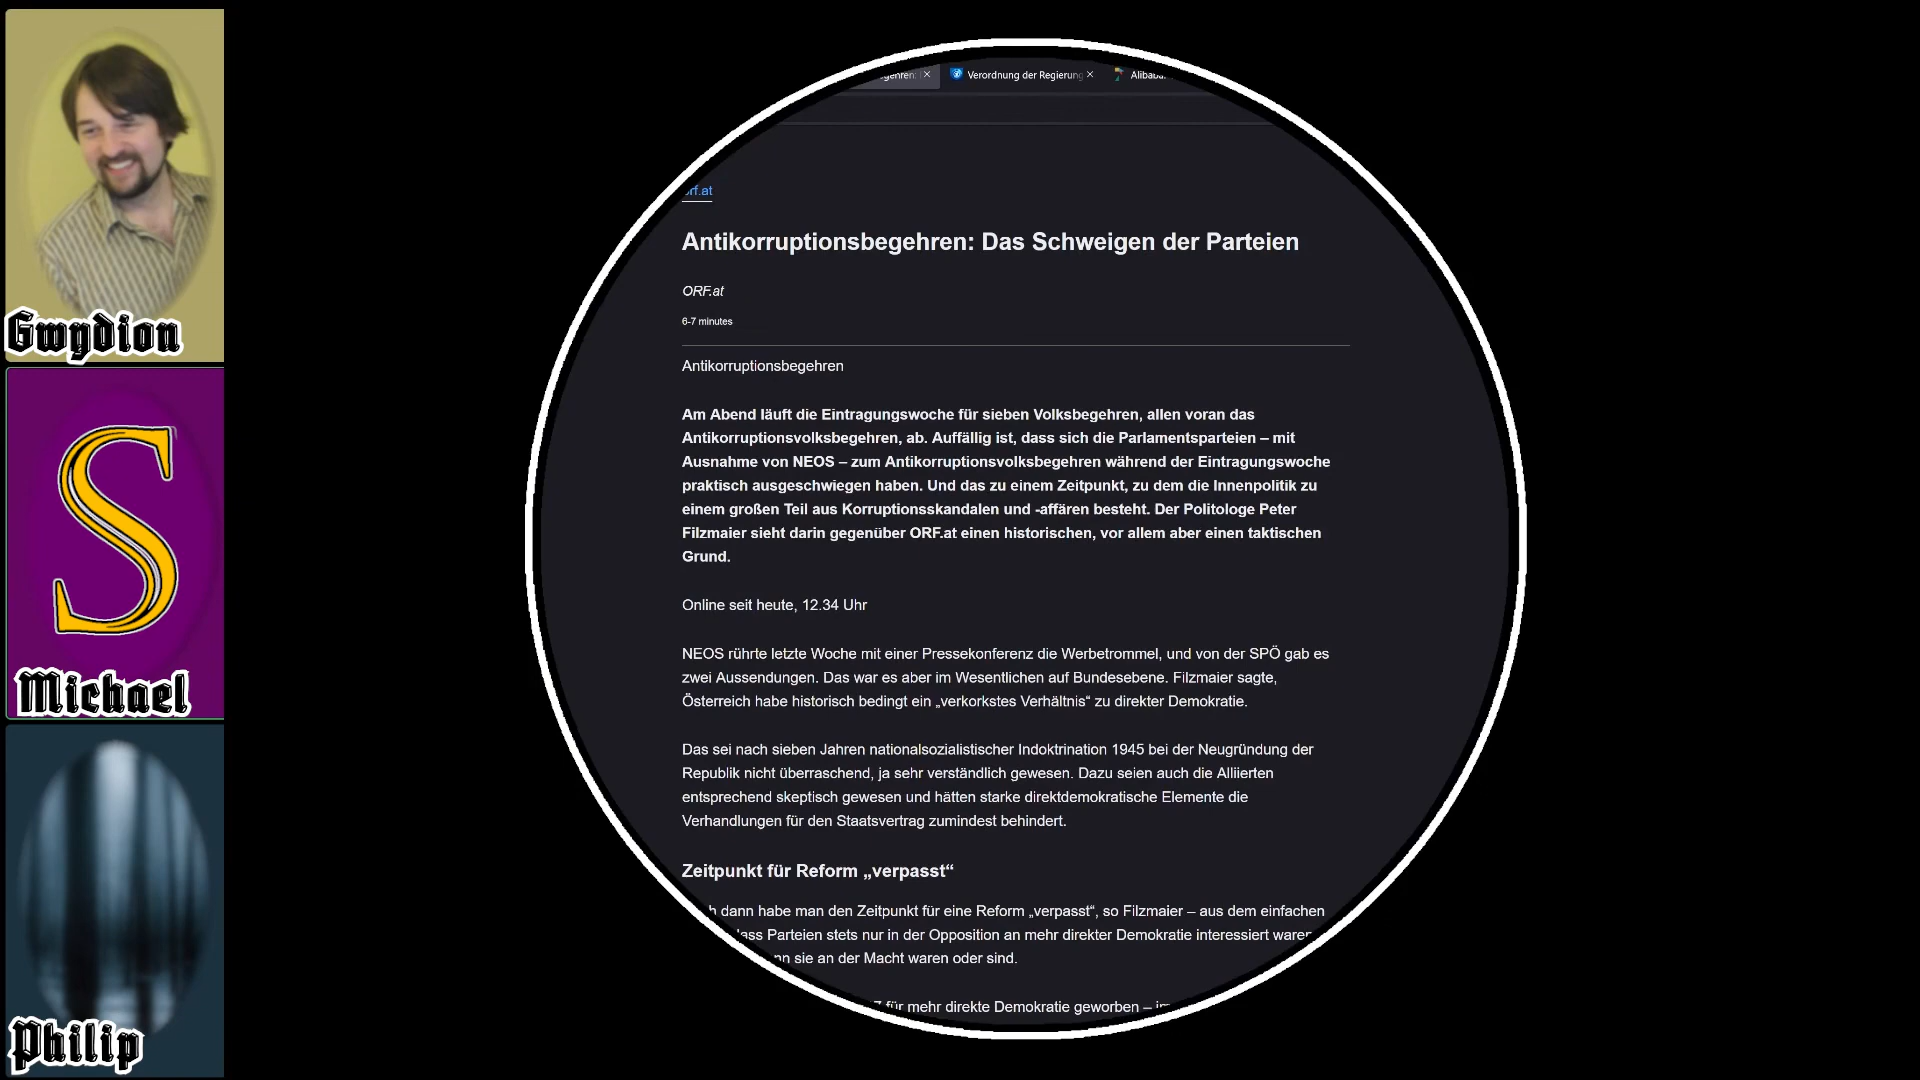 Gwydion
S
Michael
Philip
egehren:
Verordnung der Regierung
Alibaba
orf.at
Antikorruptionsbegehren: Das Schweigen der Parteien
ORF.at
6-7 minutes
Antikorruptionsbegehren
Am Abend läuft die Eintragungswoche für sieben Volksbegehren, allen voran das
Antikorruptionsvolksbegehren, ab. Auffällig ist, dass sich die Parlamentsparteien – mit
Ausnahme von NEOS – zum Antikorruptionsvolksbegehren während der Eintragungswoche
praktisch ausgeschwiegen haben. Und das zu einem Zeitpunkt, zu dem die Innenpolitik zu
einem großen Teil aus Korruptionsskandalen und -affären besteht. Der Politologe Peter
Filzmaier sieht darin gegenüber ORF.at einen historischen, vor allem aber einen taktischen
Grund.
Online seit heute, 12.34 Uhr
NEOS rührte letzte Woche mit einer Pressekonferenz die Werbetrommel, und von der SPÖ gab es
zwei Aussendungen. Das war es aber im Wesentlichen auf Bundesebene. Filzmaier sagte,
Österreich habe historisch bedingt ein „verkorkstes Verhältnis“ zu direkter Demokratie.
Das sei nach sieben Jahren nationalsozialistischer Indoktrination 1945 bei der Neugründung der
Republik nicht überraschend, ja sehr verständlich gewesen. Dazu seien auch die Alliierten
entsprechend skeptisch gewesen und hätten starke direktdemokratische Elemente die
Verhandlungen für den Staatsvertrag zumindest behindert.
Zeitpunkt für Reform „verpasst“
h dann habe man den Zeitpunkt für eine Reform „verpasst“, so Filzmaier – aus dem einfachen
ass Parteien stets nur in der Opposition an mehr direkter Demokratie interessiert waren
nn sie an der Macht waren oder sind.
für mehr direkte Demokratie geworben –